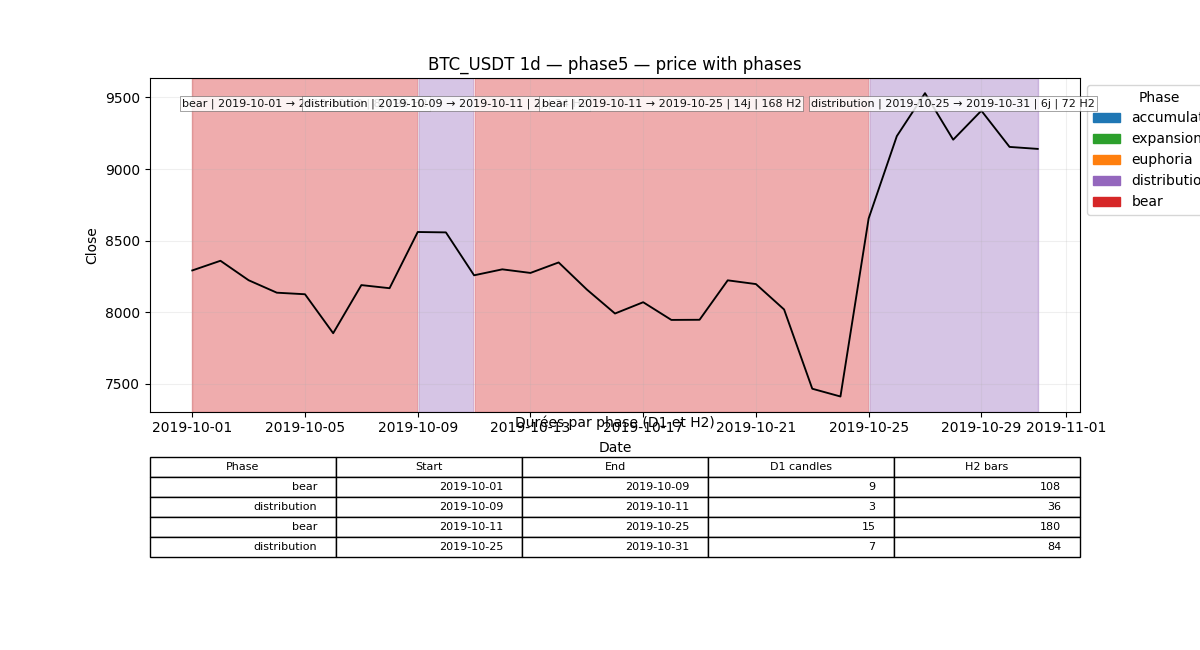 BTC_USDT 1d — phase5 — price with phases
bear | 2019-10-01 →
distribution | 2019-10-09 → 2019-10-11 |
bear | 2019-10-11 → 2019-10-25 | 14j | 168 H2
distribution | 2019-10-25 → 2019-10-31 | 6j | 72 H2
Phase
accumulat
expansion
euphoria
distributio
bear
Close
9500
9000
8500
8000
7500
2019-10-01 2019-10-05 2019-10-09 2019-10-13 2019-10-17 2019-10-21 2019-10-25 2019-10-29 2019-11-01
Date
Durées par phase (D1 et H2)
Phase Start End D1 candles H2 bars
bear 2019-10-01 2019-10-09 9 108
distribution 2019-10-09 2019-10-11 3 36
bear 2019-10-11 2019-10-25 15 180
distribution 2019-10-25 2019-10-31 7 84